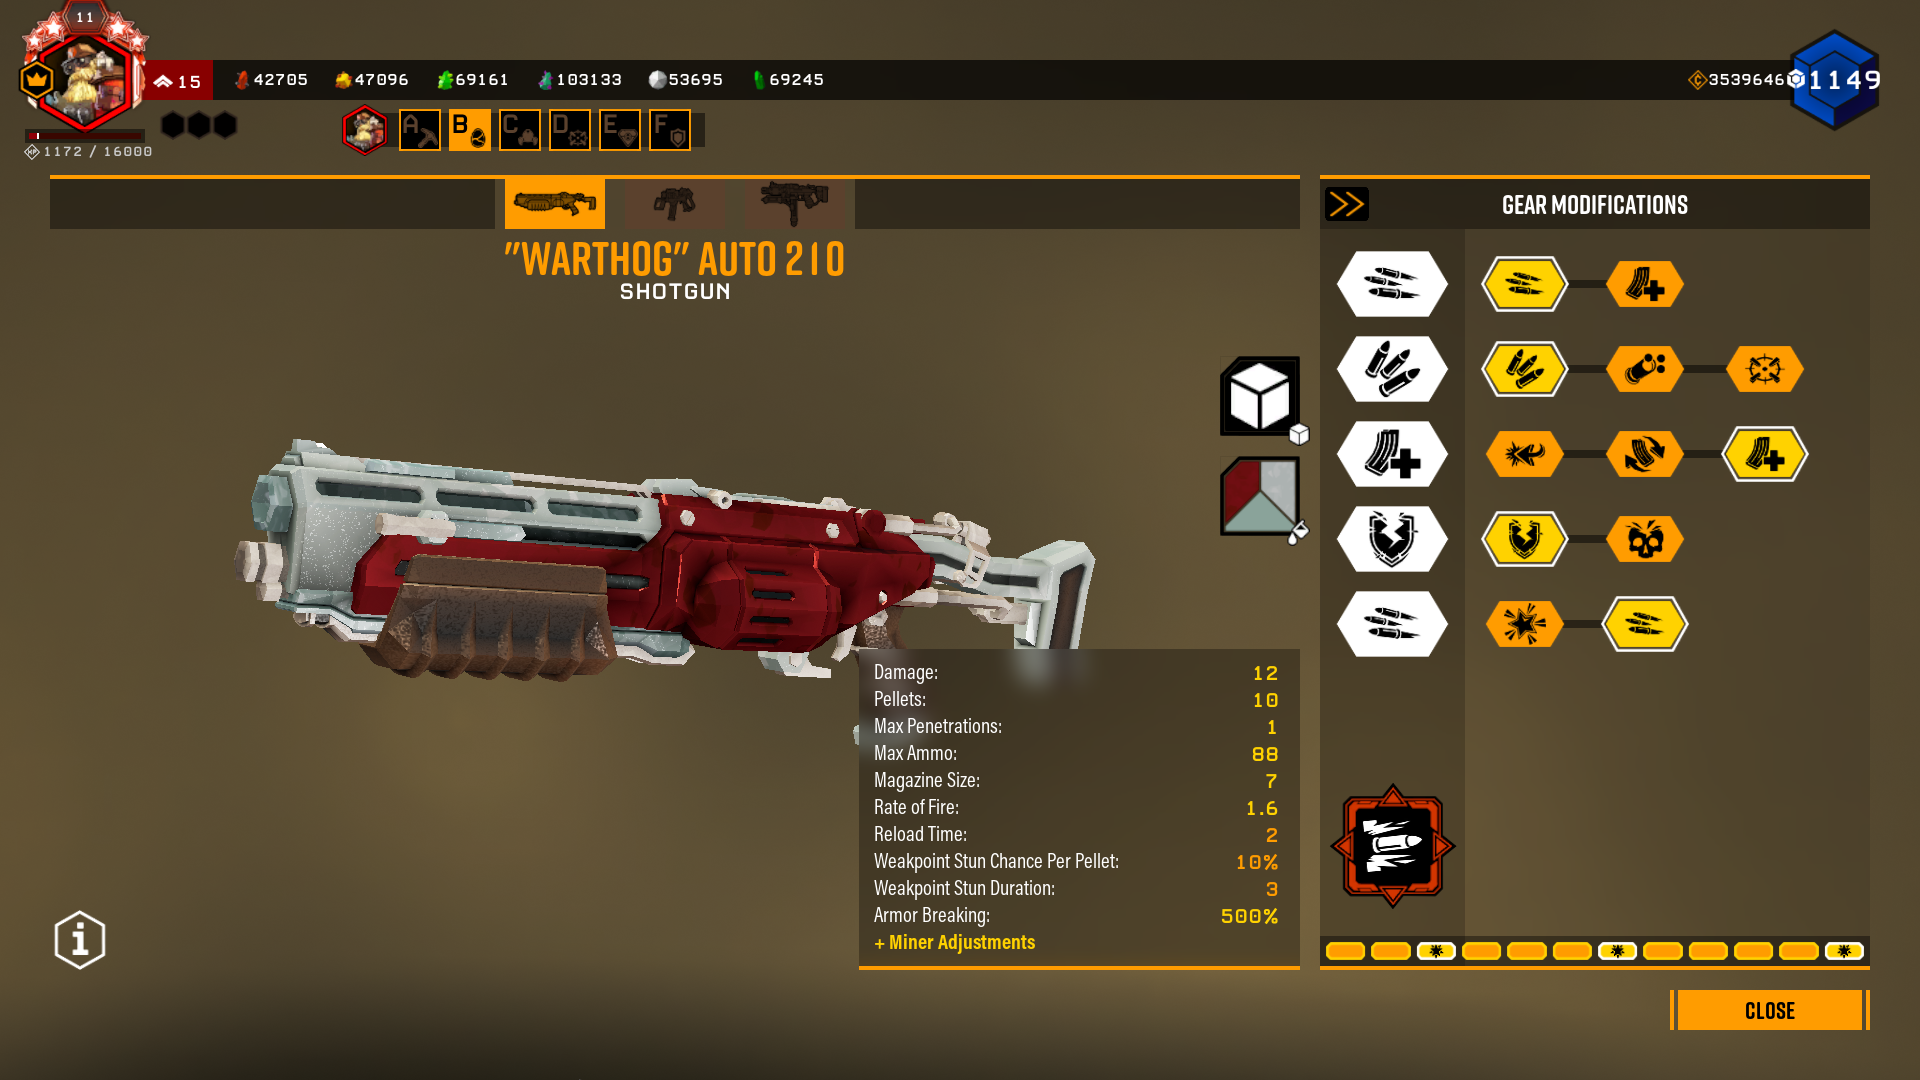 11
15
42705
47096
69161
103133
53695
69245
3539646
1149
1172 / 16000
A
B
C
D
E
F
"WARTHOG" AUTO 210
SHOTGUN
GEAR MODIFICATIONS
Damage: 12
Pellets: 10
Max Penetrations: 1
Max Ammo: 88
Magazine Size: 7
Rate of Fire: 1.6
Reload Time: 2
Weakpoint Stun Chance Per Pellet: 10%
Weakpoint Stun Duration: 3
Armor Breaking: 500%
+ Miner Adjustments
CLOSE